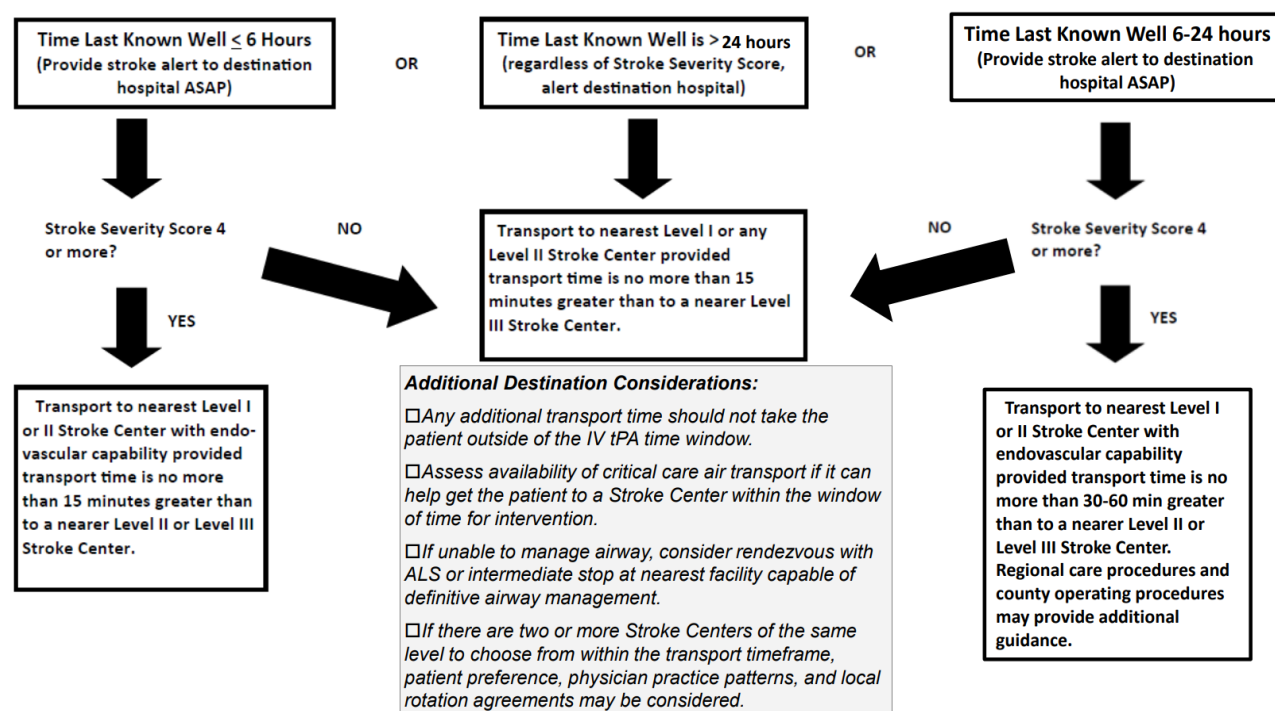 Time Last Known Well ≤ 6 Hours
(Provide stroke alert to destination
hospital ASAP)
OR
Time Last Known Well is > 24 hours
(regardless of Stroke Severity Score,
alert destination hospital)
OR
Time Last Known Well 6-24 hours
(Provide stroke alert to destination
hospital ASAP)
Stroke Severity Score 4
or more?
NO
Transport to nearest Level I or any
Level II Stroke Center provided
transport time is no more than 15
minutes greater than to a nearer Level
III Stroke Center.
NO
Stroke Severity Score 4
or more?
YES
YES
Transport to nearest Level I
or II Stroke Center with endo-
vascular capability provided
transport time is no more
than 15 minutes greater than
to a nearer Level II or Level III
Stroke Center.
Additional Destination Considerations:
☐Any additional transport time should not take the
patient outside of the IV tPA time window.
☐Assess availability of critical care air transport if it can
help get the patient to a Stroke Center within the window
of time for intervention.
☐If unable to manage airway, consider rendezvous with
ALS or intermediate stop at nearest facility capable of
definitive airway management.
☐If there are two or more Stroke Centers of the same
level to choose from within the transport timeframe,
patient preference, physician practice patterns, and local
rotation agreements may be considered.
Transport to nearest Level I
or II Stroke Center with
endovascular capability
provided transport time is no
more than 30-60 min greater
than to a nearer Level II or
Level III Stroke Center.
Regional care procedures and
county operating procedures
may provide additional
guidance.